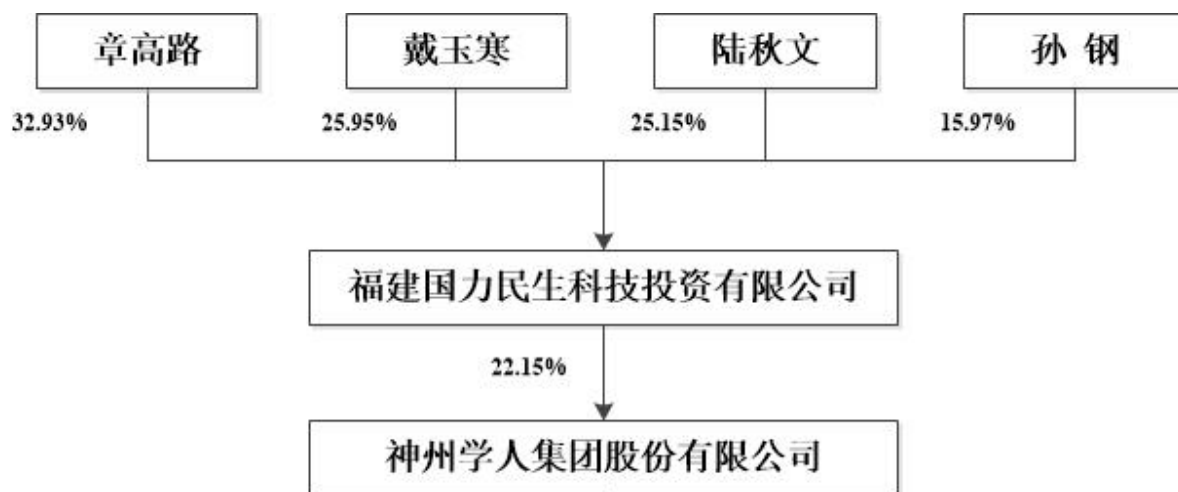 章高路 戴玉寒 陆秋文 孙 钢
32.93% 25.95% 25.15% 15.97%
福建国力民生科技投资有限公司
22.15%
神州学人集团股份有限公司